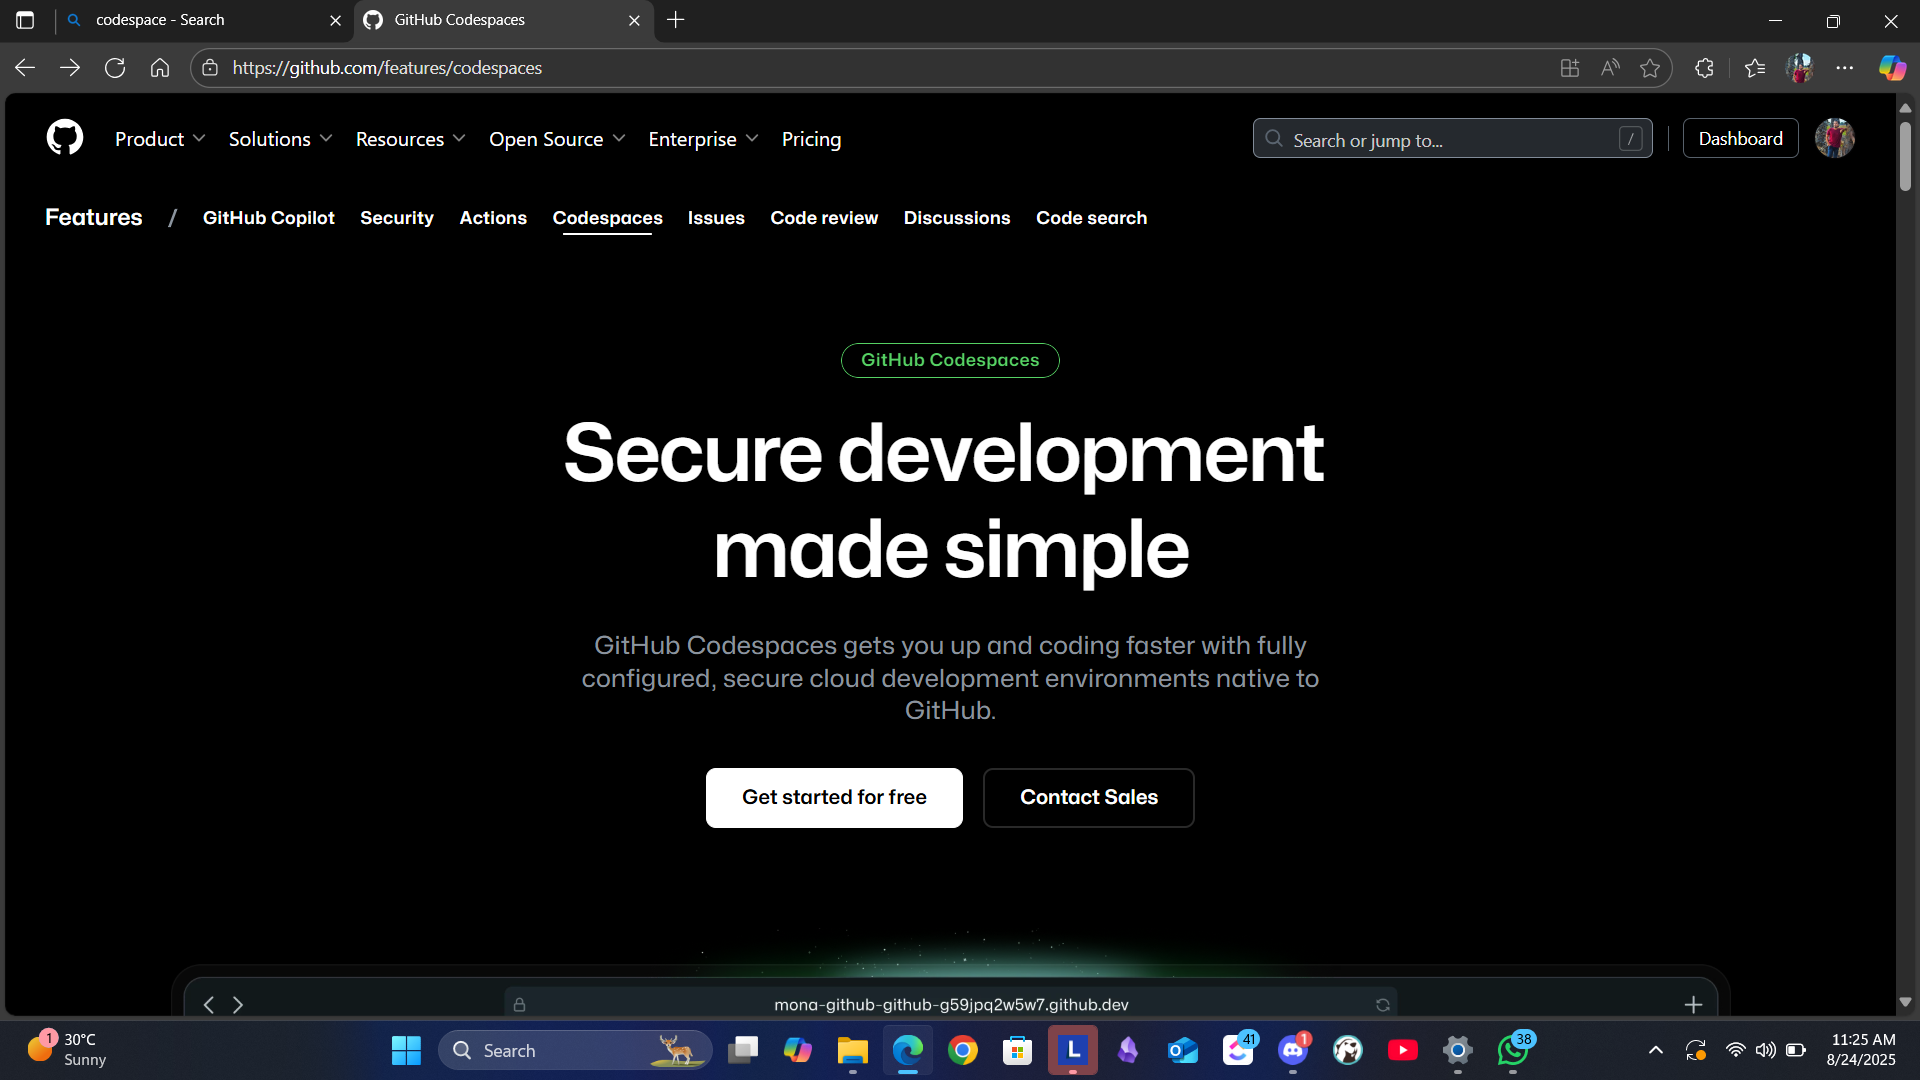 codespace - Search
GitHub Codespaces
https://github.com/features/codespaces
Product
Solutions
Resources
Open Source
Enterprise
Pricing
Search or jump to...
/
Dashboard
Features / GitHub Copilot Security Actions Codespaces Issues Code review Discussions Code search
GitHub Codespaces
Secure development
made simple
GitHub Codespaces gets you up and coding faster with fully
configured, secure cloud development environments native to
GitHub.
Get started for free
Contact Sales
mona-github-github-g59jpq2w5w7.github.dev
1
30°C
Sunny
Search
L
41
1
38
11:25 AM
8/24/2025